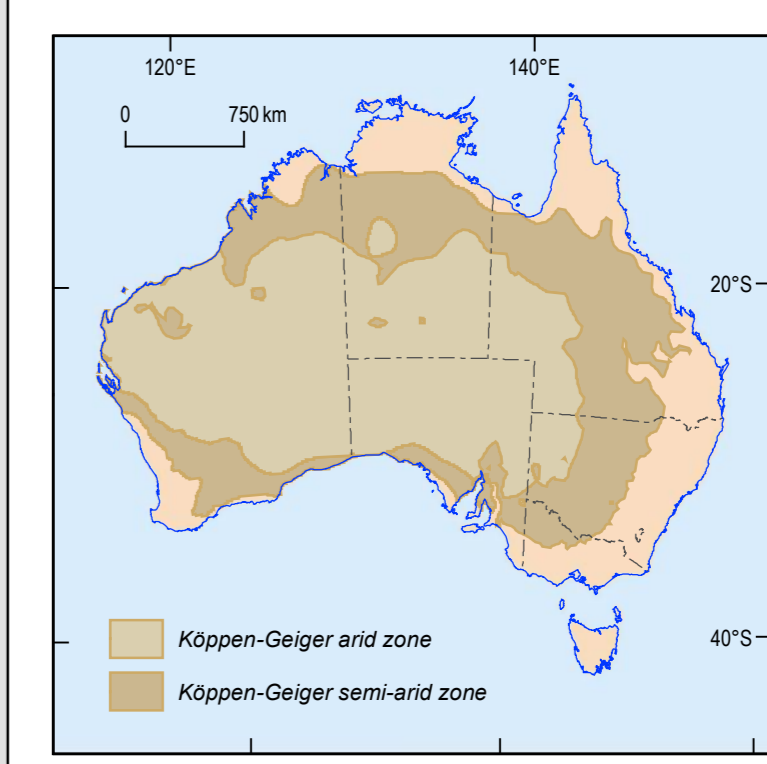 120°E
140°E
0 750 km
20°S
40°S
Köppen-Geiger arid zone
Köppen-Geiger semi-arid zone